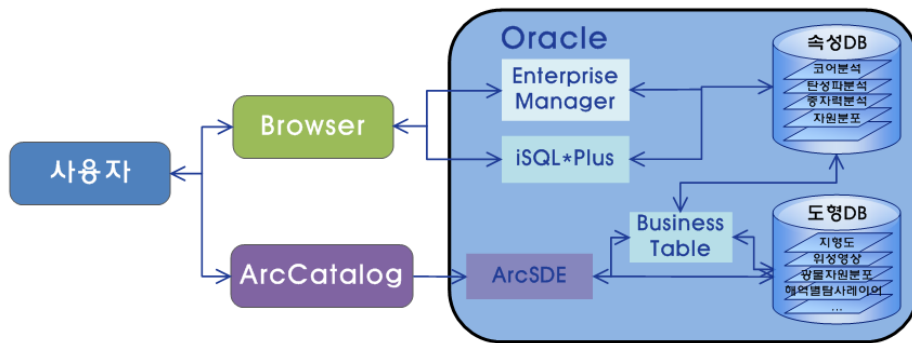 Oracle
속성DB
코어분석
탄성파분석
중자력분석
자원분포
Enterprise
Manager
Browser
iSQL*Plus
사용자
도형DB
Business
Table
지형도
위성영상
광물자원분포
해역별탐사레이어
...
ArcCatalog
ArcSDE